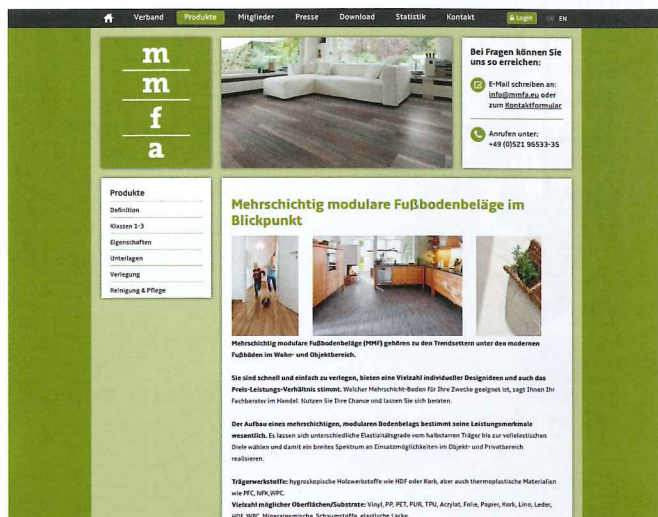 Verband Produkte Mitglieder Presse Download Statistik Kontakt Login DE EN
m
m
f
a
Bei Fragen können Sie
uns so erreichen:
E-Mail schreiben an:
info@mmfa.eu oder
zum Kontaktformular
Anrufen unter:
+49 (0)521 96533-35
Produkte
Definition
Klassen 1-3
Eigenschaften
Unterlagen
Verlegung
Reinigung & Pflege
Mehrschichtig modulare Fußbodenbeläge im
Blickpunkt
Mehrschichtig modulare Fußbodenbeläge (MMF) gehören zu den Trendsettern unter den modernen
Fußböden im Wohn- und Objektbereich.
Sie sind schnell und einfach zu verlegen, bieten eine Vielzahl individueller Designideen und auch das
Preis-Leistungs-Verhältnis stimmt. Welcher Mehrschicht-Boden für Ihre Zwecke geeignet ist, sagt Ihnen Ihr
Fachberater im Handel. Nutzen Sie Ihre Chance und lassen Sie sich beraten.
Der Aufbau eines mehrschichtigen, modularen Bodenbelags bestimmt seine Leistungsmerkmale
wesentlich. Es lassen sich unterschiedliche Elastizitätsgrade vom halbstarren Träger bis zur vollelastischen
Diele wählen und damit ein breites Spektrum an Einsatzmöglichkeiten im Objekt- und Privatbereich
realisieren.
Trägerwerkstoffe: hygroskopische Holzwerkstoffe wie HDF oder Kork, aber auch thermoplastische Materialien
wie PFC, NFK,WPC.
Vielzahl möglicher Oberflächen/Substrate: Vinyl, PP, PET, PUR, TPU, Acrylat, Folie, Papier, Kork, Lino, Leder,
HDF, WPC, Mineralgemische, Schaumstoffe, elastische Lacke